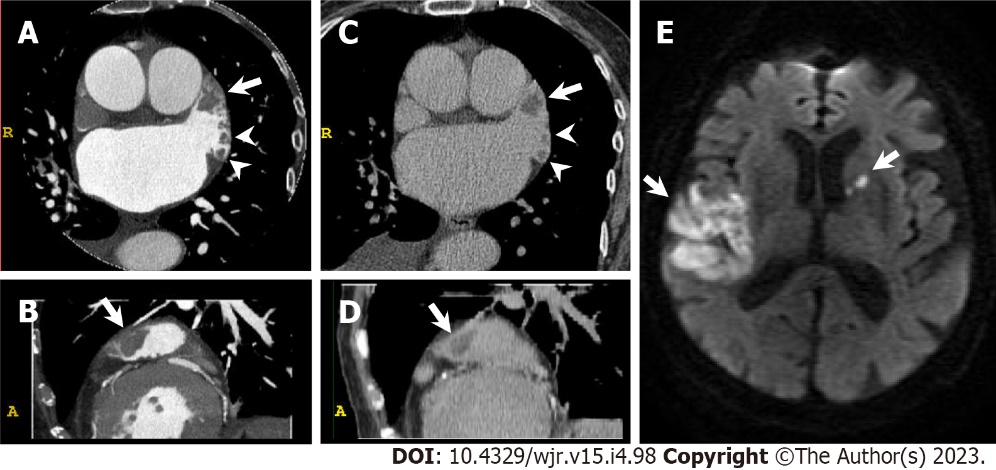 A
C
E
R
R
B
D
A
A
DOI: 10.4329/wjr.v15.i4.98 Copyright ©The Author(s) 2023.